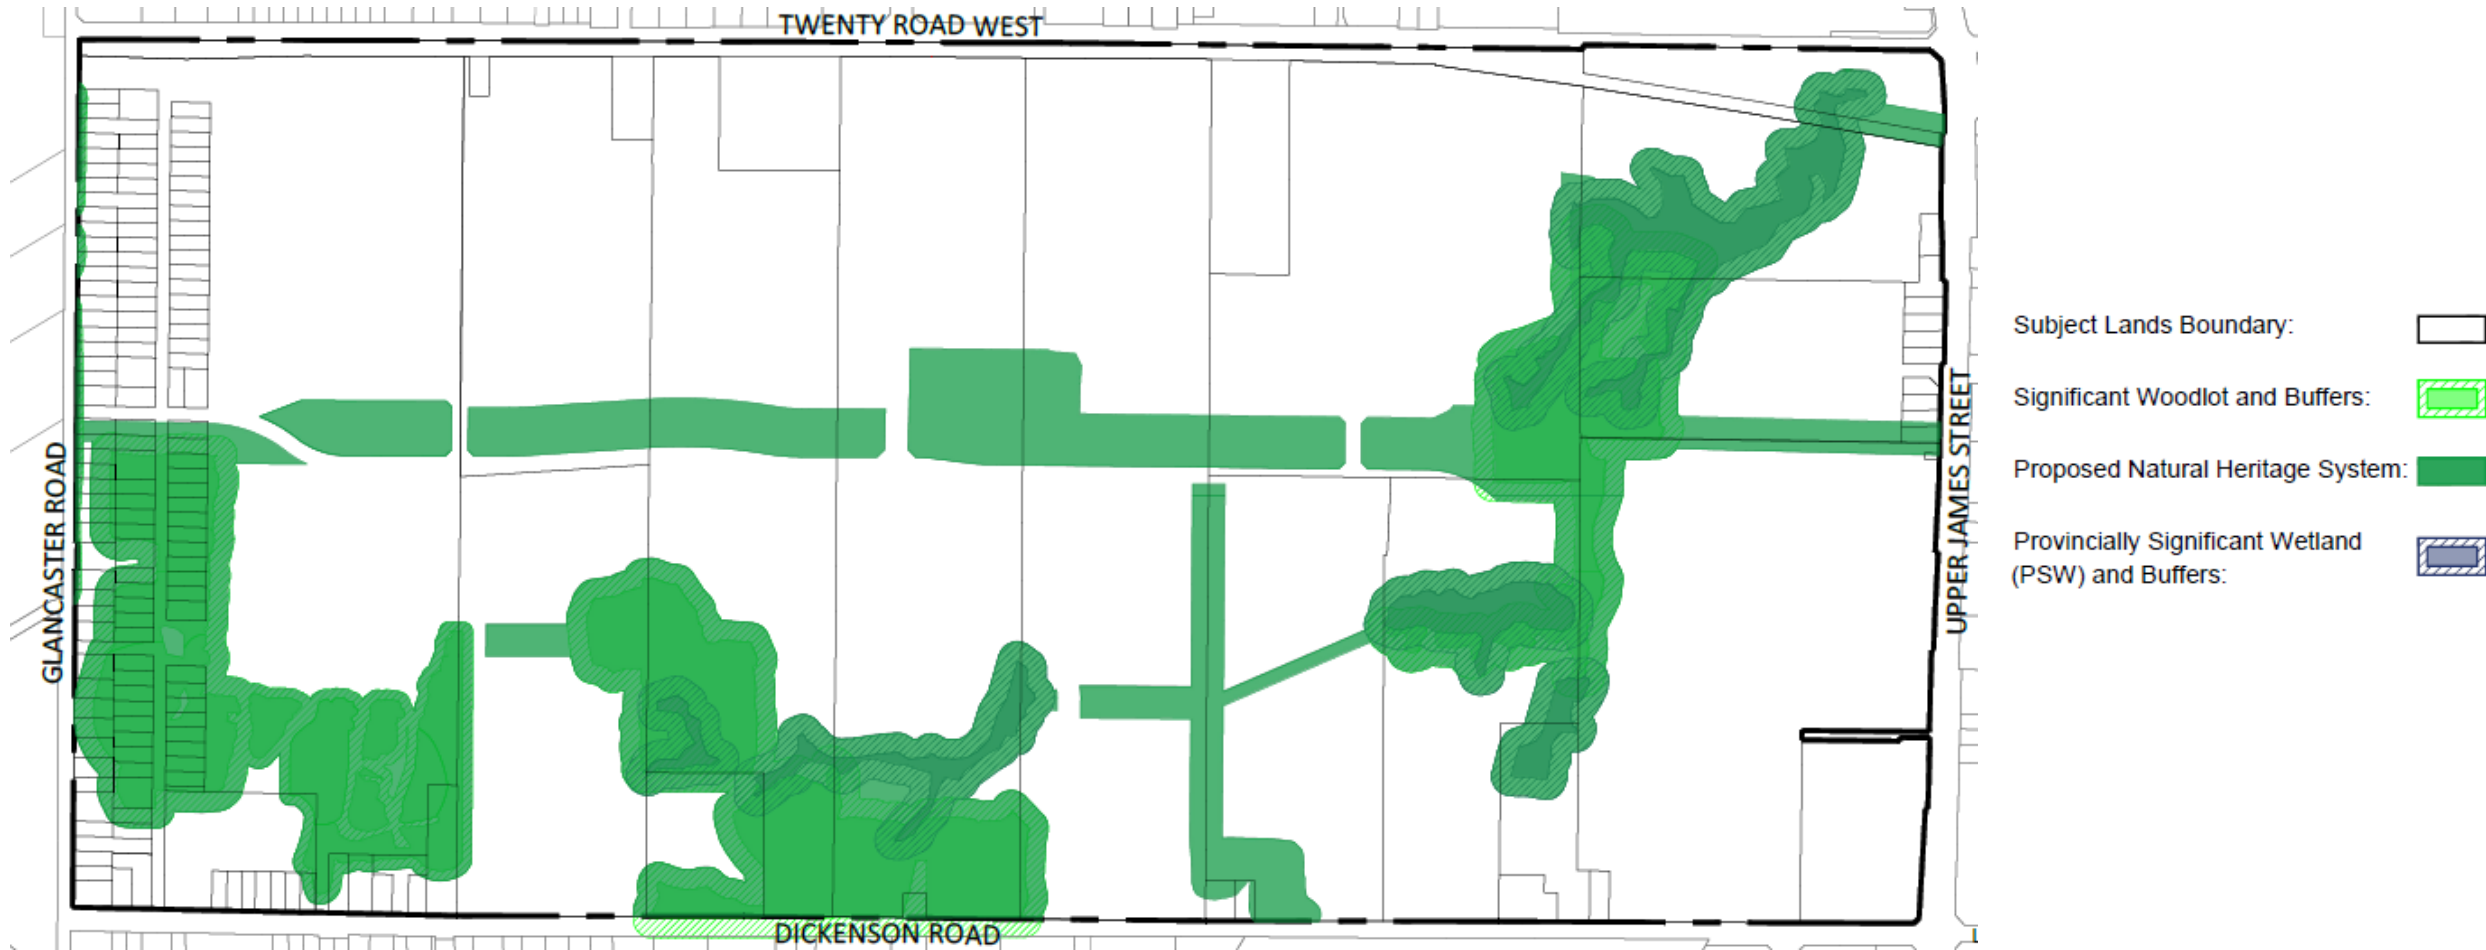 TWENTY ROAD WEST
GLANCASTER ROAD
UPPER JAMES STREET
DICKENSON ROAD
Subject Lands Boundary:
Significant Woodlot and Buffers:
Proposed Natural Heritage System:
Provincially Significant Wetland
(PSW) and Buffers: